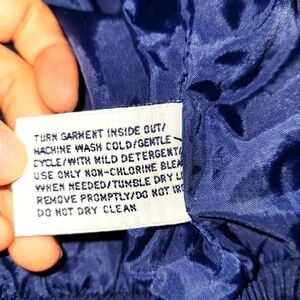 TURN GARMENT INSIDE OUT/
MACHINE WASH COLD/GENTLE
CYCLE/WITH MILD DETERGENT/
USE ONLY NON-CHLORINE BLEA
WHEN NEEDED/TUMBLE DRY L
REMOVE PROMPTLY/DO NOT IRO
DO NOT DRY CLEAN